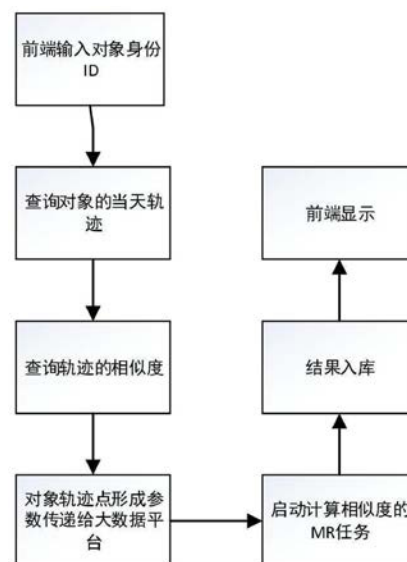 前端输入对象身份
ID
查询对象的当天轨
迹
查询轨迹的相似度
对象轨迹点形成参
数传递给大数据平
台
启动计算相似度的
MR任务
结果入库
前端显示